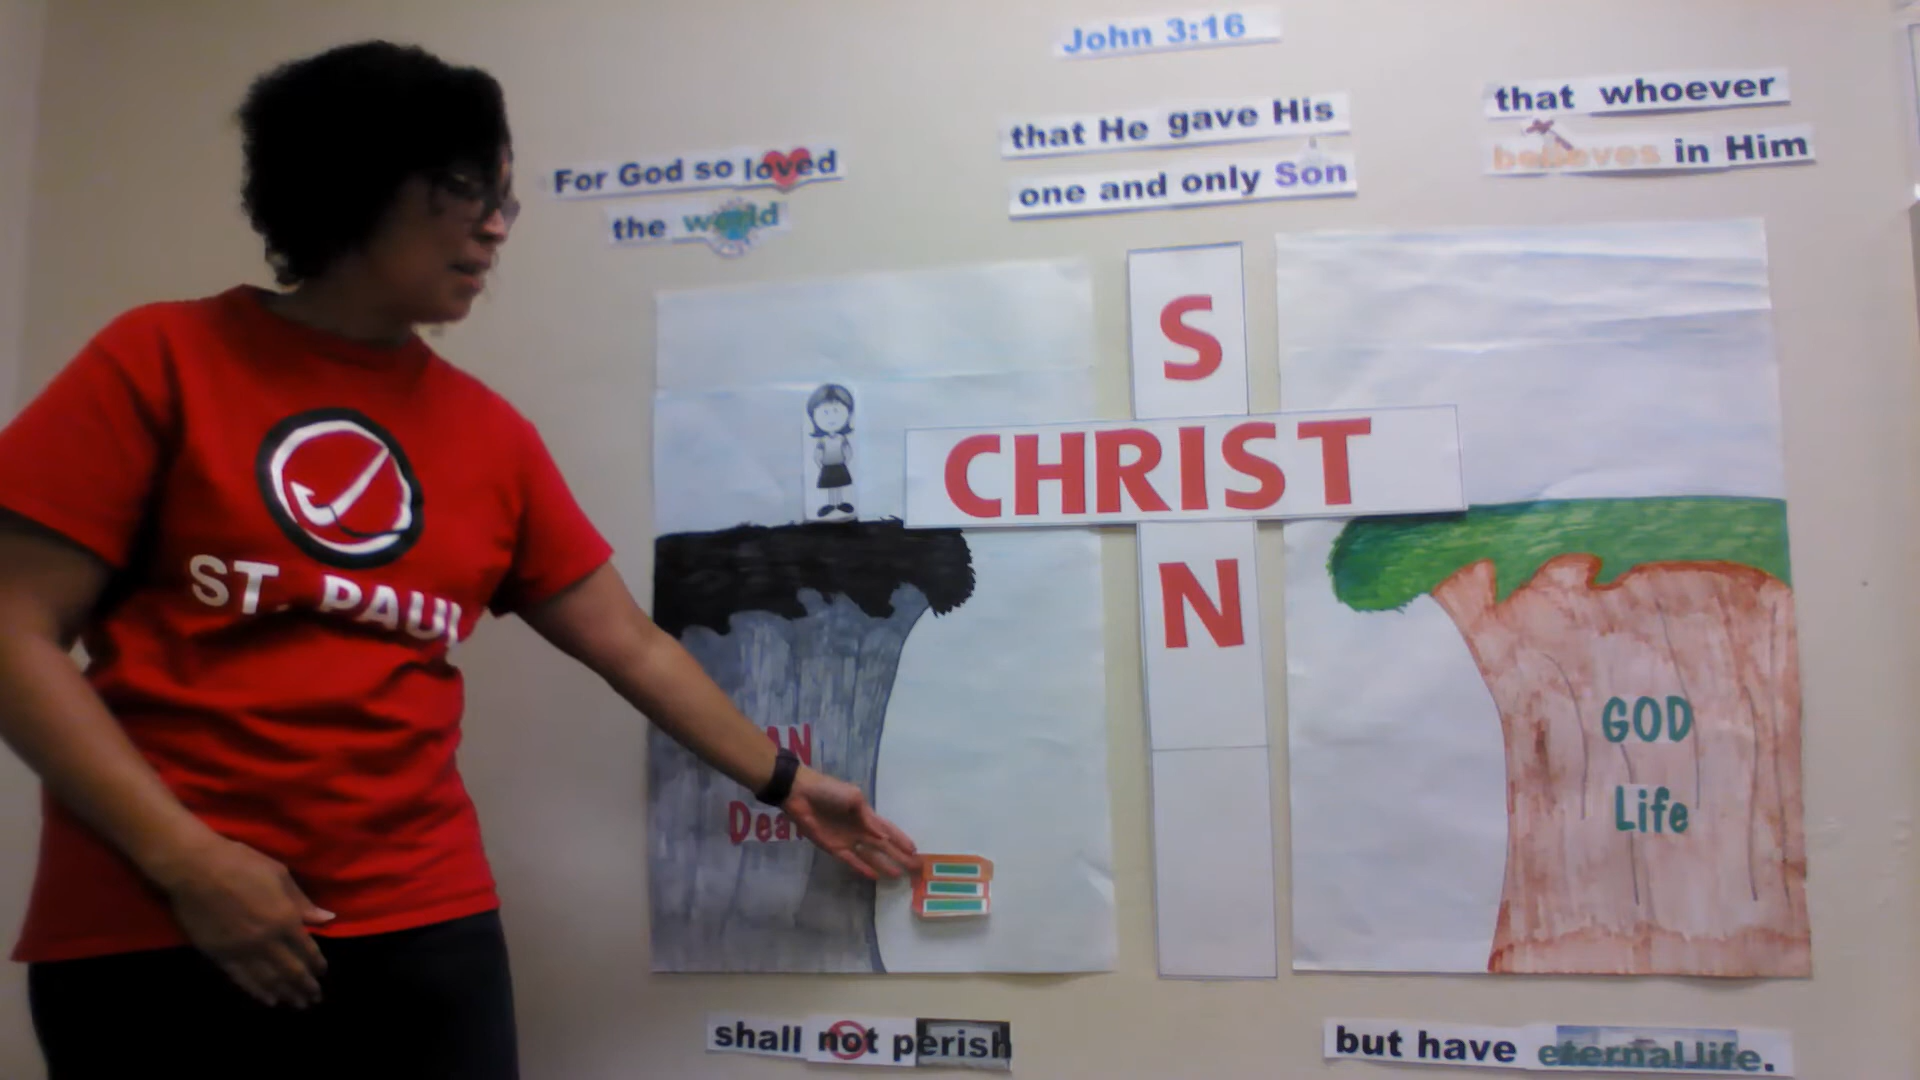 John 3:16
For God so loved
the world
that He gave His
one and only Son
that whoever
believes in Him
S
CHRIST
N
ST. PAUL
GOD
Life
shall not perish
but have eternal life.